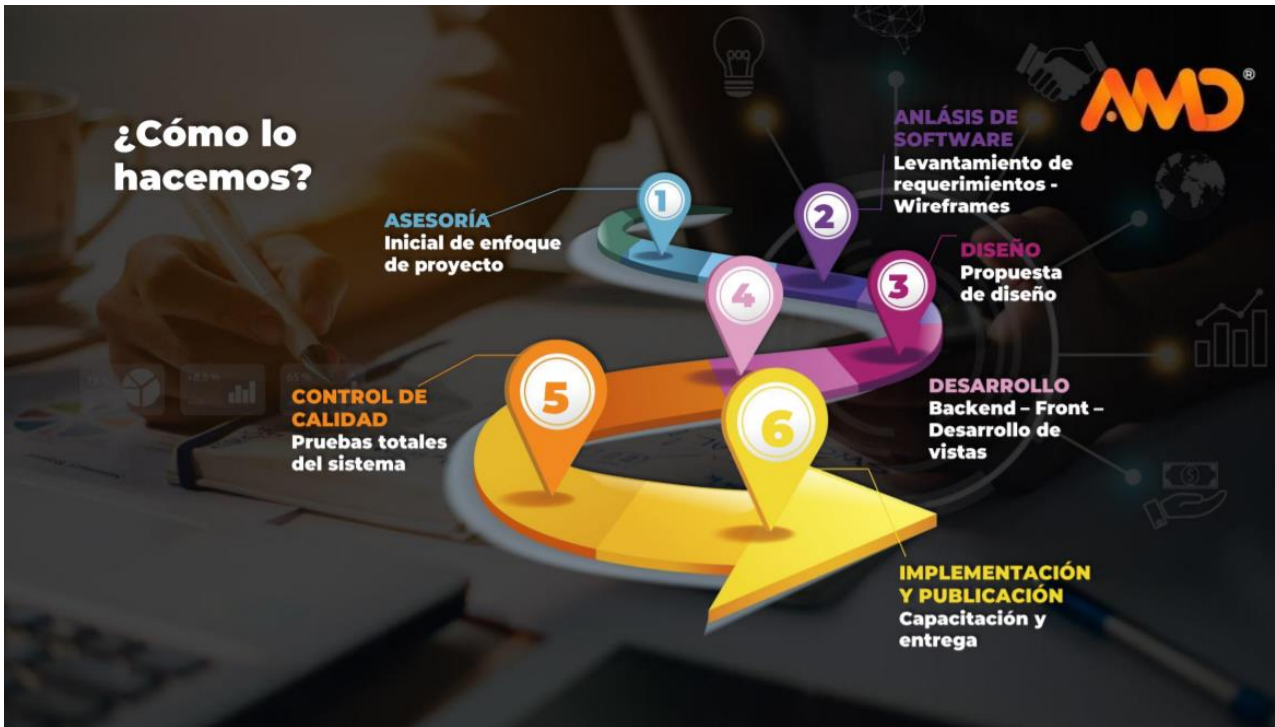 ¿Cómo lo
hacemos?
AMD®
1
ASESORÍA
Inicial de enfoque
de proyecto
2
ANLÁSIS DE
SOFTWARE
Levantamiento de
requerimientos -
Wireframes
3
DISEÑO
Propuesta
de diseño
4
DESARROLLO
Backend – Front –
Desarrollo de
vistas
5
CONTROL DE
CALIDAD
Pruebas totales
del sistema
6
IMPLEMENTACIÓN
Y PUBLICACIÓN
Capacitación y
entrega